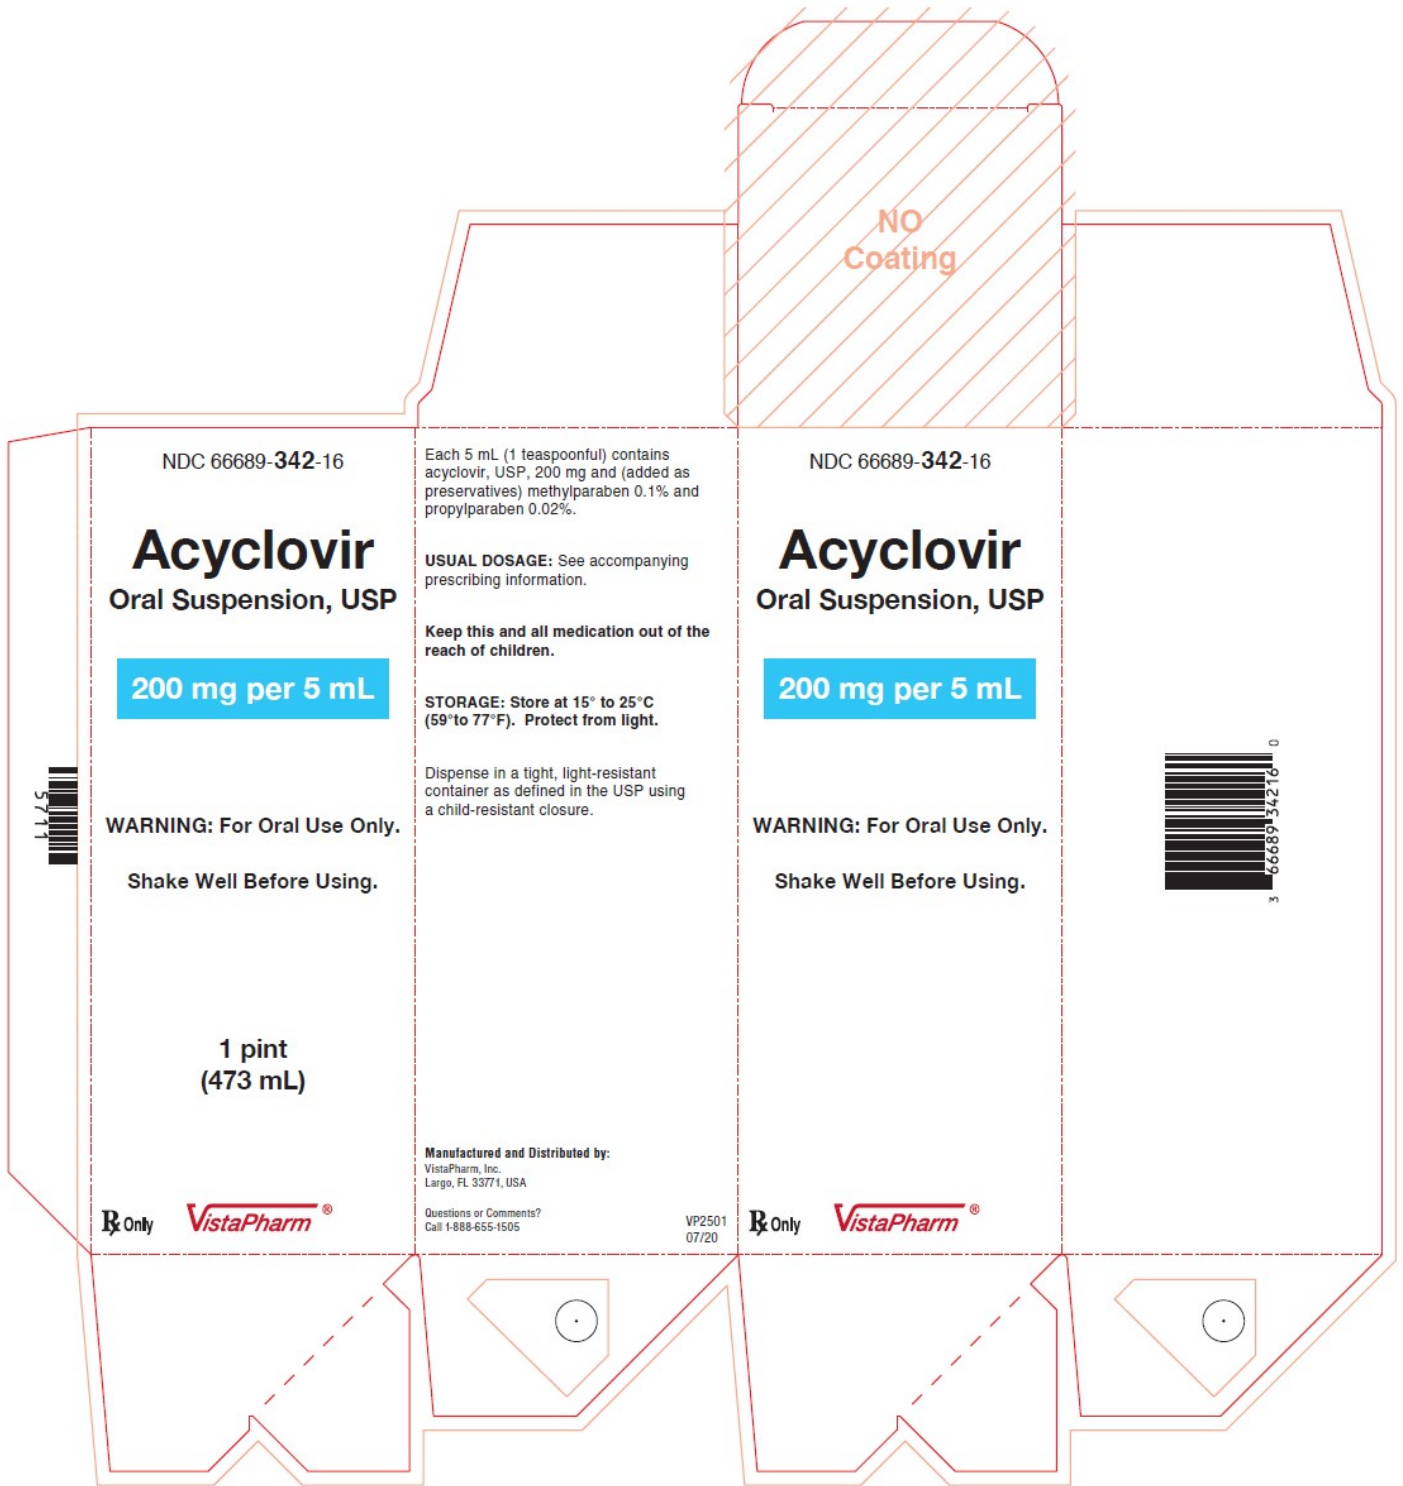 NO
Coating
NDC 66689-342-16
Acyclovir
Oral Suspension, USP
200 mg per 5 mL
WARNING: For Oral Use Only.
Shake Well Before Using.
1 pint
(473 mL)
Rx Only
VistaPharm ®
5711
Each 5 mL (1 teaspoonful) contains
acyclovir, USP, 200 mg and (added as
preservatives) methylparaben 0.1% and
propylparaben 0.02%.
USUAL DOSAGE: See accompanying
prescribing information.
Keep this and all medication out of the
reach of children.
STORAGE: Store at 15° to 25°C
(59°to 77°F). Protect from light.
Dispense in a tight, light-resistant
container as defined in the USP using
a child-resistant closure.
Manufactured and Distributed by:
VistaPharm, Inc.
Largo, FL 33771, USA
Questions or Comments?
Call 1-888-655-1505
VP2501
07/20
NDC 66689-342-16
Acyclovir
Oral Suspension, USP
200 mg per 5 mL
WARNING: For Oral Use Only.
Shake Well Before Using.
Rx Only
VistaPharm ®
3 66689 34216 0